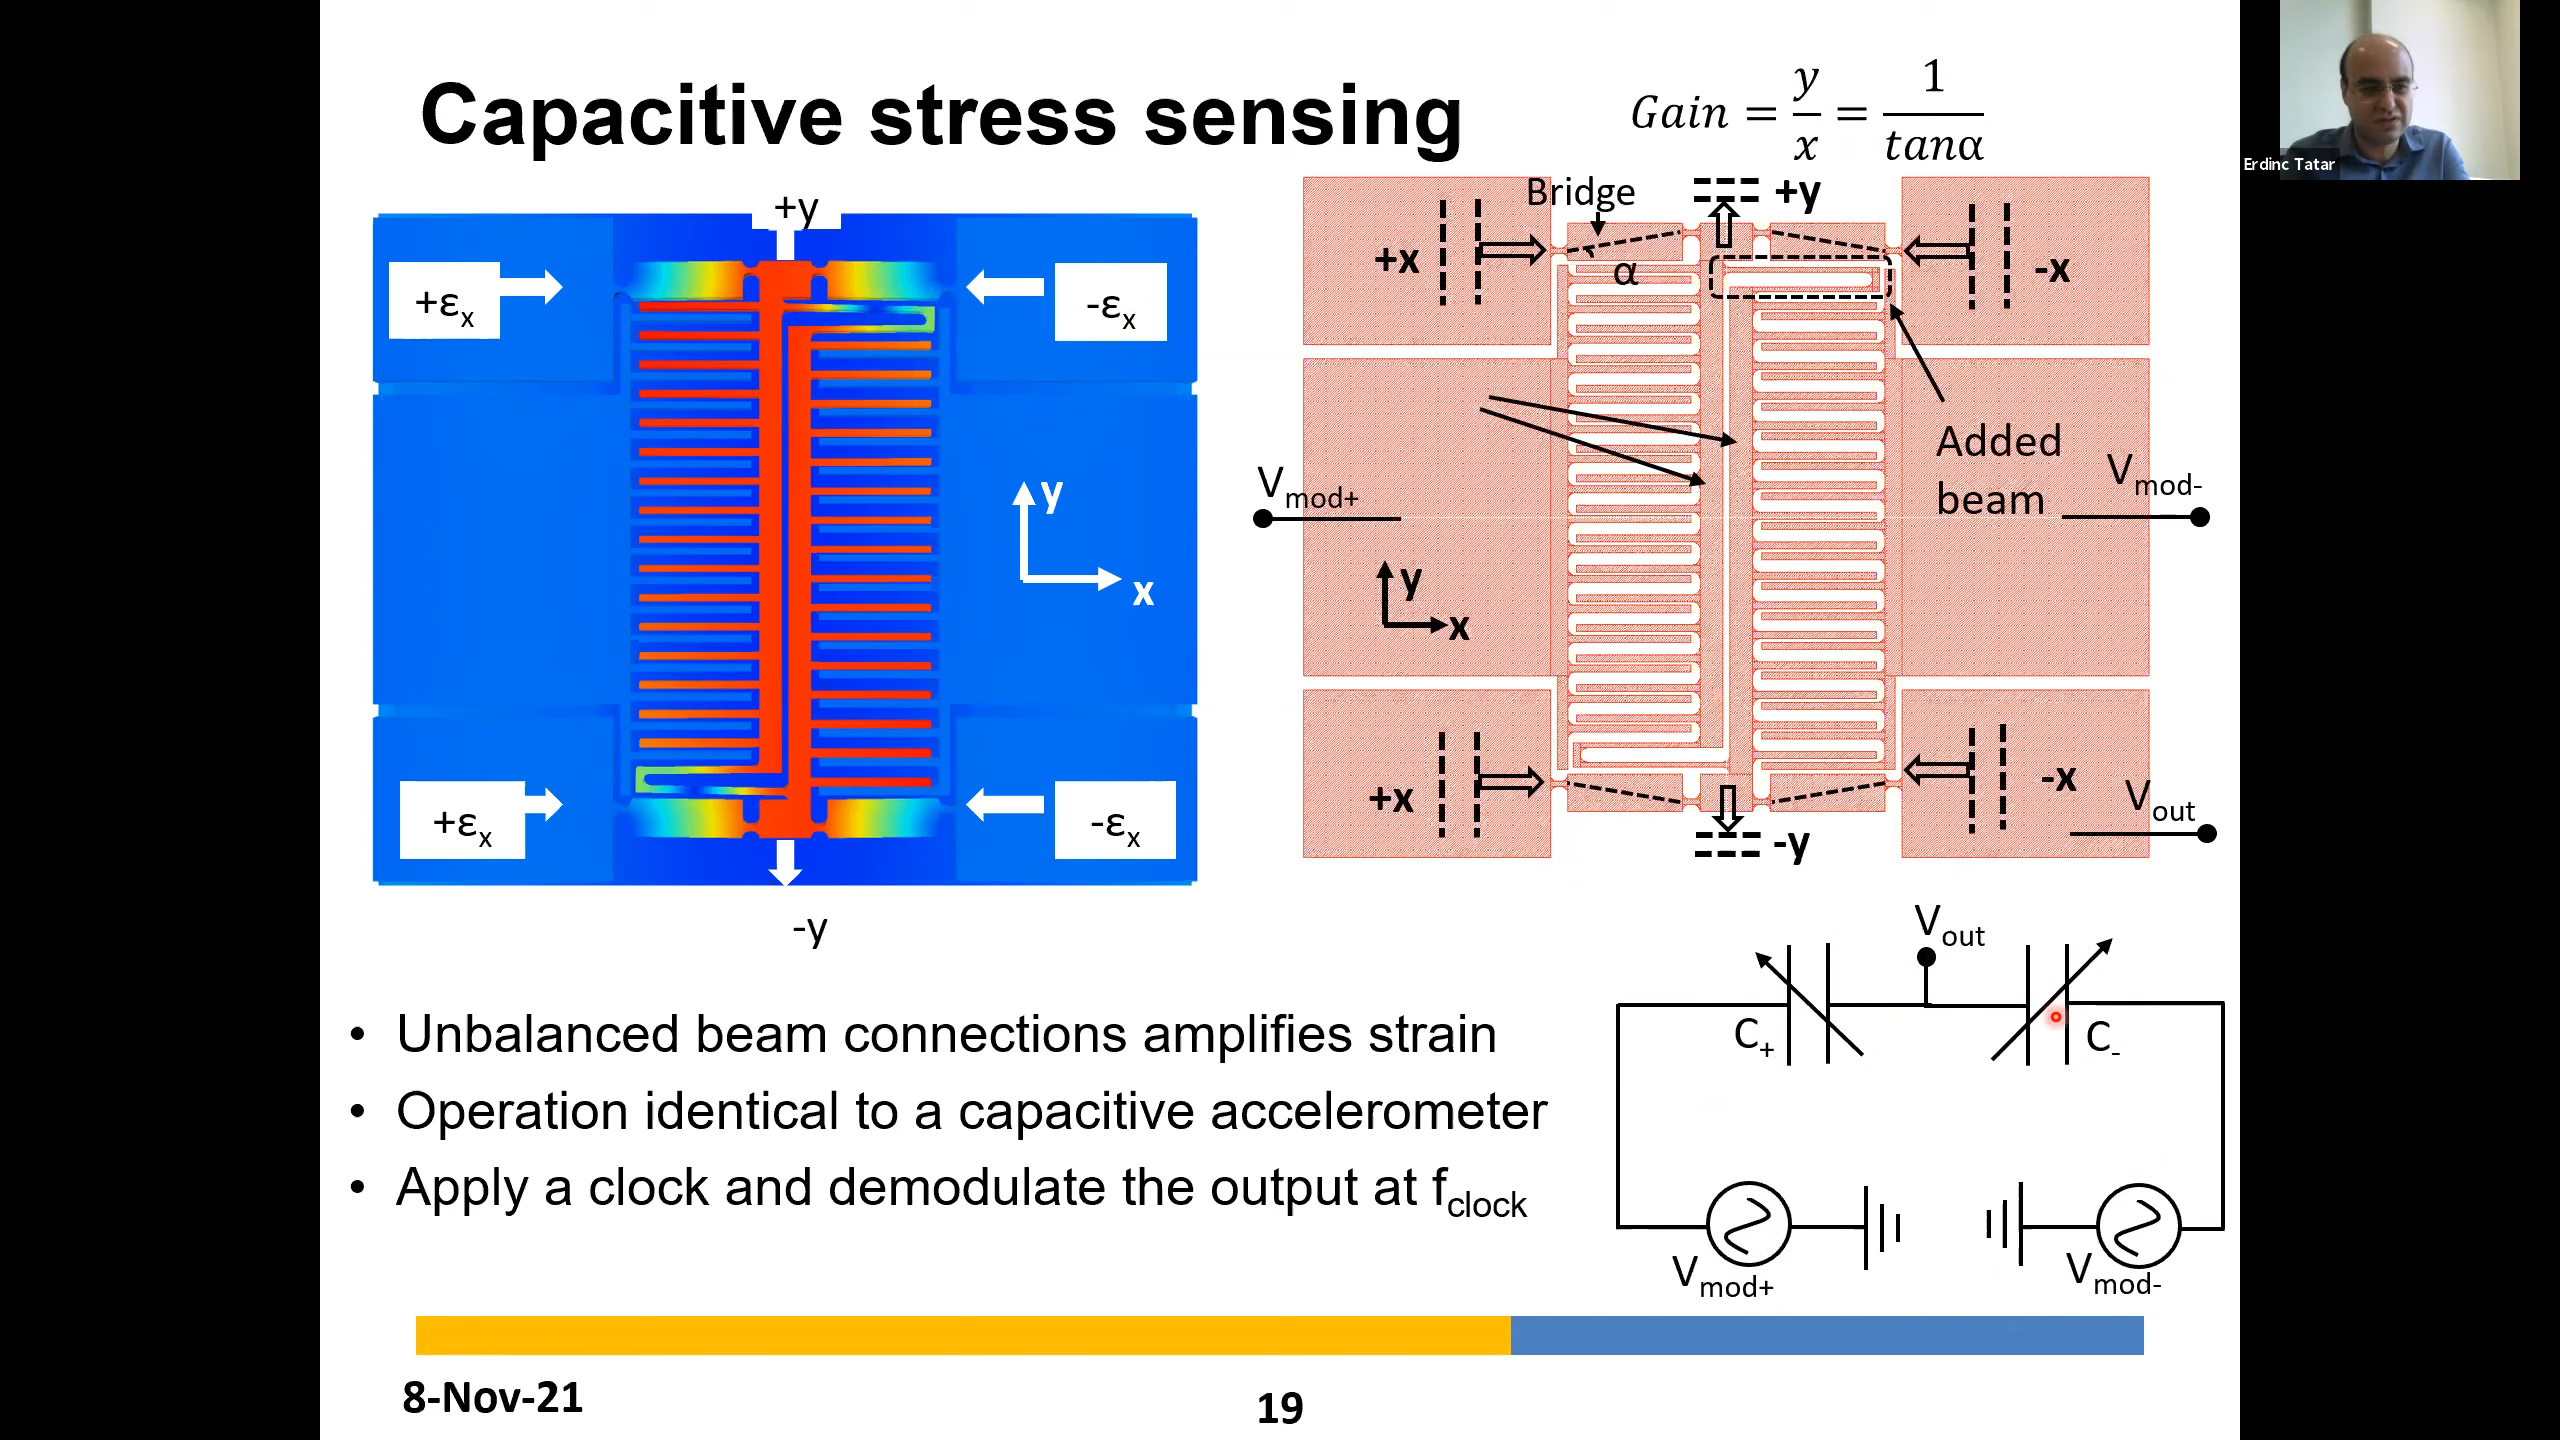 Capacitive stress sensing
Gain = y/x = 1/tanα
Erdinc Tatar
+y
+εx
-εx
y
x
+εx
-εx
-y
Bridge
+y
+x
α
-x
Added
beam
Vmod+
Vmod-
y
x
+x
-x
-y
Vout
Vout
C+
C-
Vmod+
Vmod-
• Unbalanced beam connections amplifies strain
• Operation identical to a capacitive accelerometer
• Apply a clock and demodulate the output at fclock
8-Nov-21
19